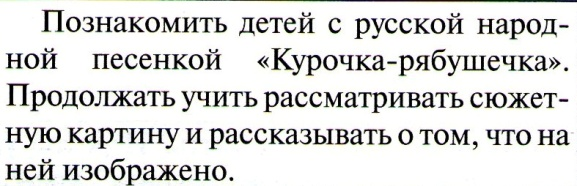 Познакомить детей с русской народ-
ной песенкой «Курочка-рябушечка».
Продолжать учить рассматривать сюжет-
ную картину и рассказывать о том, что на
ней изображено.